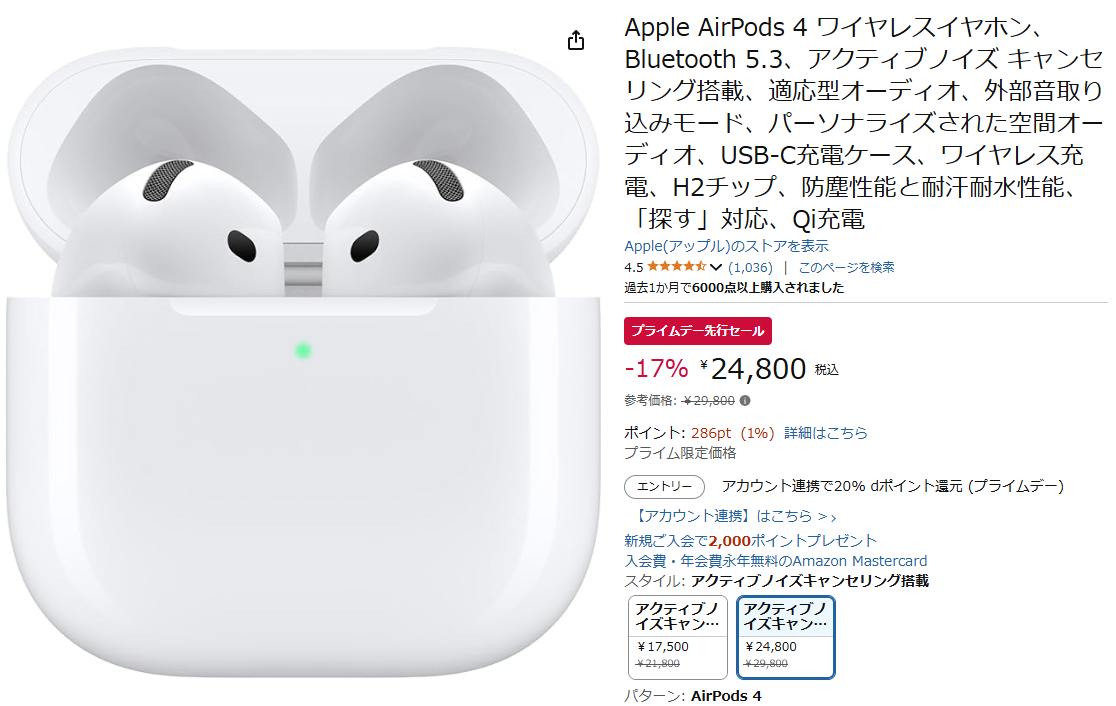 Apple AirPods 4 ワイヤレスイヤホン、
Bluetooth 5.3、アクティブノイズ キャンセ
リング搭載、適応型オーディオ、外部音取り
込みモード、パーソナライズされた空間オー
ディオ、USB-C充電ケース、ワイヤレス充
電、H2チップ、防塵性能と耐汗耐水性能、
「探す」対応、Qi充電
Apple(アップル)のストアを表示
4.5 (1,036) | このページを検索
過去1か月で6000点以上購入されました
プライムデー先行セール
-17% ¥24,800 税込
参考価格: ¥29,800
ポイント: 286pt (1%) 詳細はこちら
プライム限定価格
エントリー アカウント連携で20% dポイント還元 (プライムデー)
【アカウント連携】はこちら >›
新規ご入会で2,000ポイントプレゼント
入会費・年会費永年無料のAmazon Mastercard
スタイル: アクティブノイズキャンセリング搭載
アクティブノ
イズキャン…
¥17,500
¥21,800
アクティブノ
イズキャン…
¥24,800
¥29,800
パターン: AirPods 4